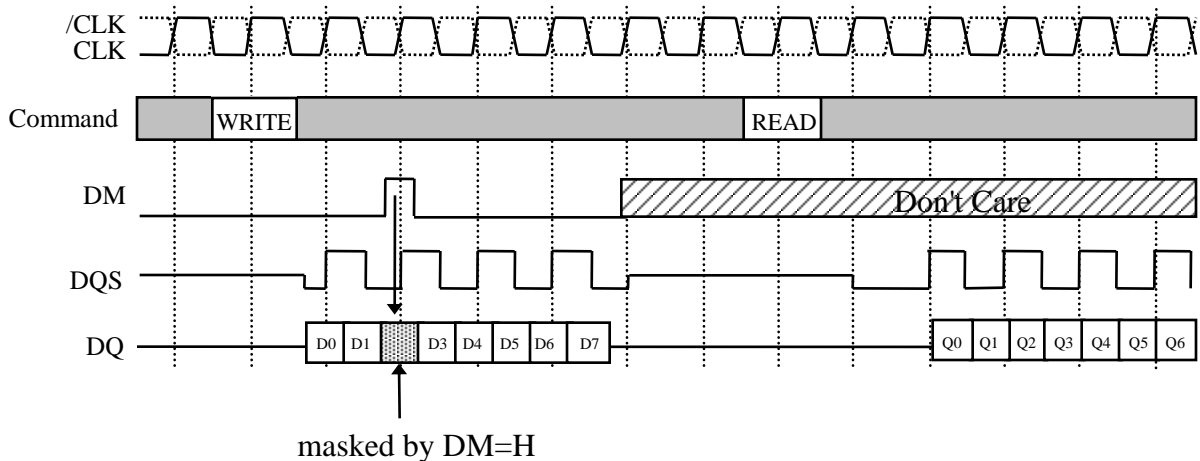 /CLK
CLK
Command WRITE READ
DM Don't Care
DQS
DQ D0 D1 D3 D4 D5 D6 D7 Q0 Q1 Q2 Q3 Q4 Q5 Q6
masked by DM=H